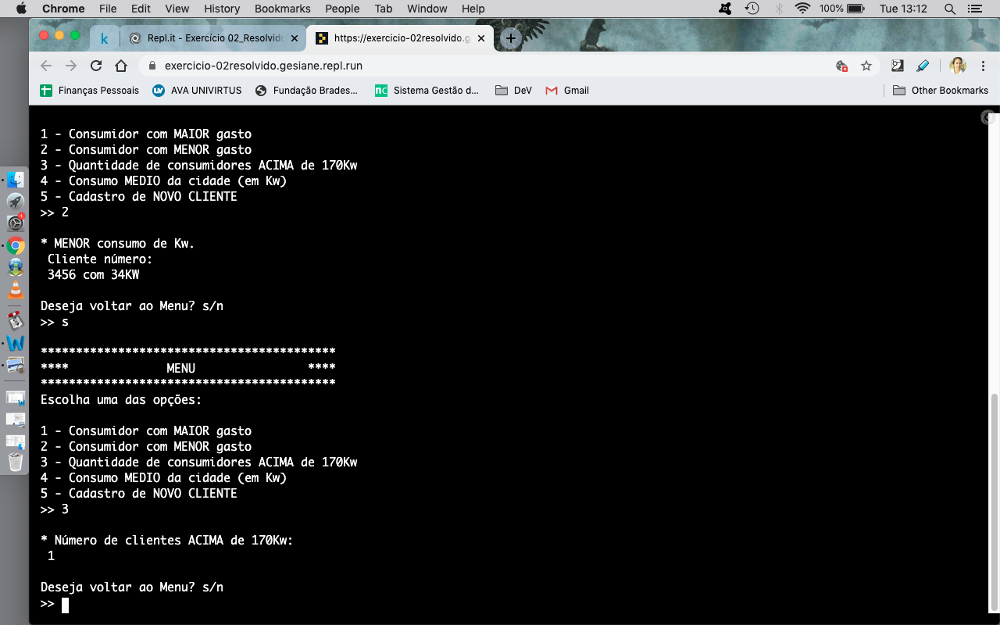 Chrome File Edit View History Bookmarks People Tab Window Help 100% Tue 13:12
k Repl.it - Exercício 02_Resolvido https://exercicio-02resolvido.g
exercicio-02resolvido.gesiane.repl.run
Finanças Pessoais AVA UNIVIRTUS Fundação Brades... nc Sistema Gestão d... DeV Gmail Other Bookmarks
1 - Consumidor com MAIOR gasto
2 - Consumidor com MENOR gasto
3 - Quantidade de consumidores ACIMA de 170Kw
4 - Consumo MEDIO da cidade (em Kw)
5 - Cadastro de NOVO CLIENTE
>> 2
* MENOR consumo de Kw.
Cliente número:
3456 com 34KW
Deseja voltar ao Menu? s/n
>> s
******************************************
**** MENU ****
******************************************
Escolha uma das opções:
1 - Consumidor com MAIOR gasto
2 - Consumidor com MENOR gasto
3 - Quantidade de consumidores ACIMA de 170Kw
4 - Consumo MEDIO da cidade (em Kw)
5 - Cadastro de NOVO CLIENTE
>> 3
* Número de clientes ACIMA de 170Kw:
1
Deseja voltar ao Menu? s/n
>>